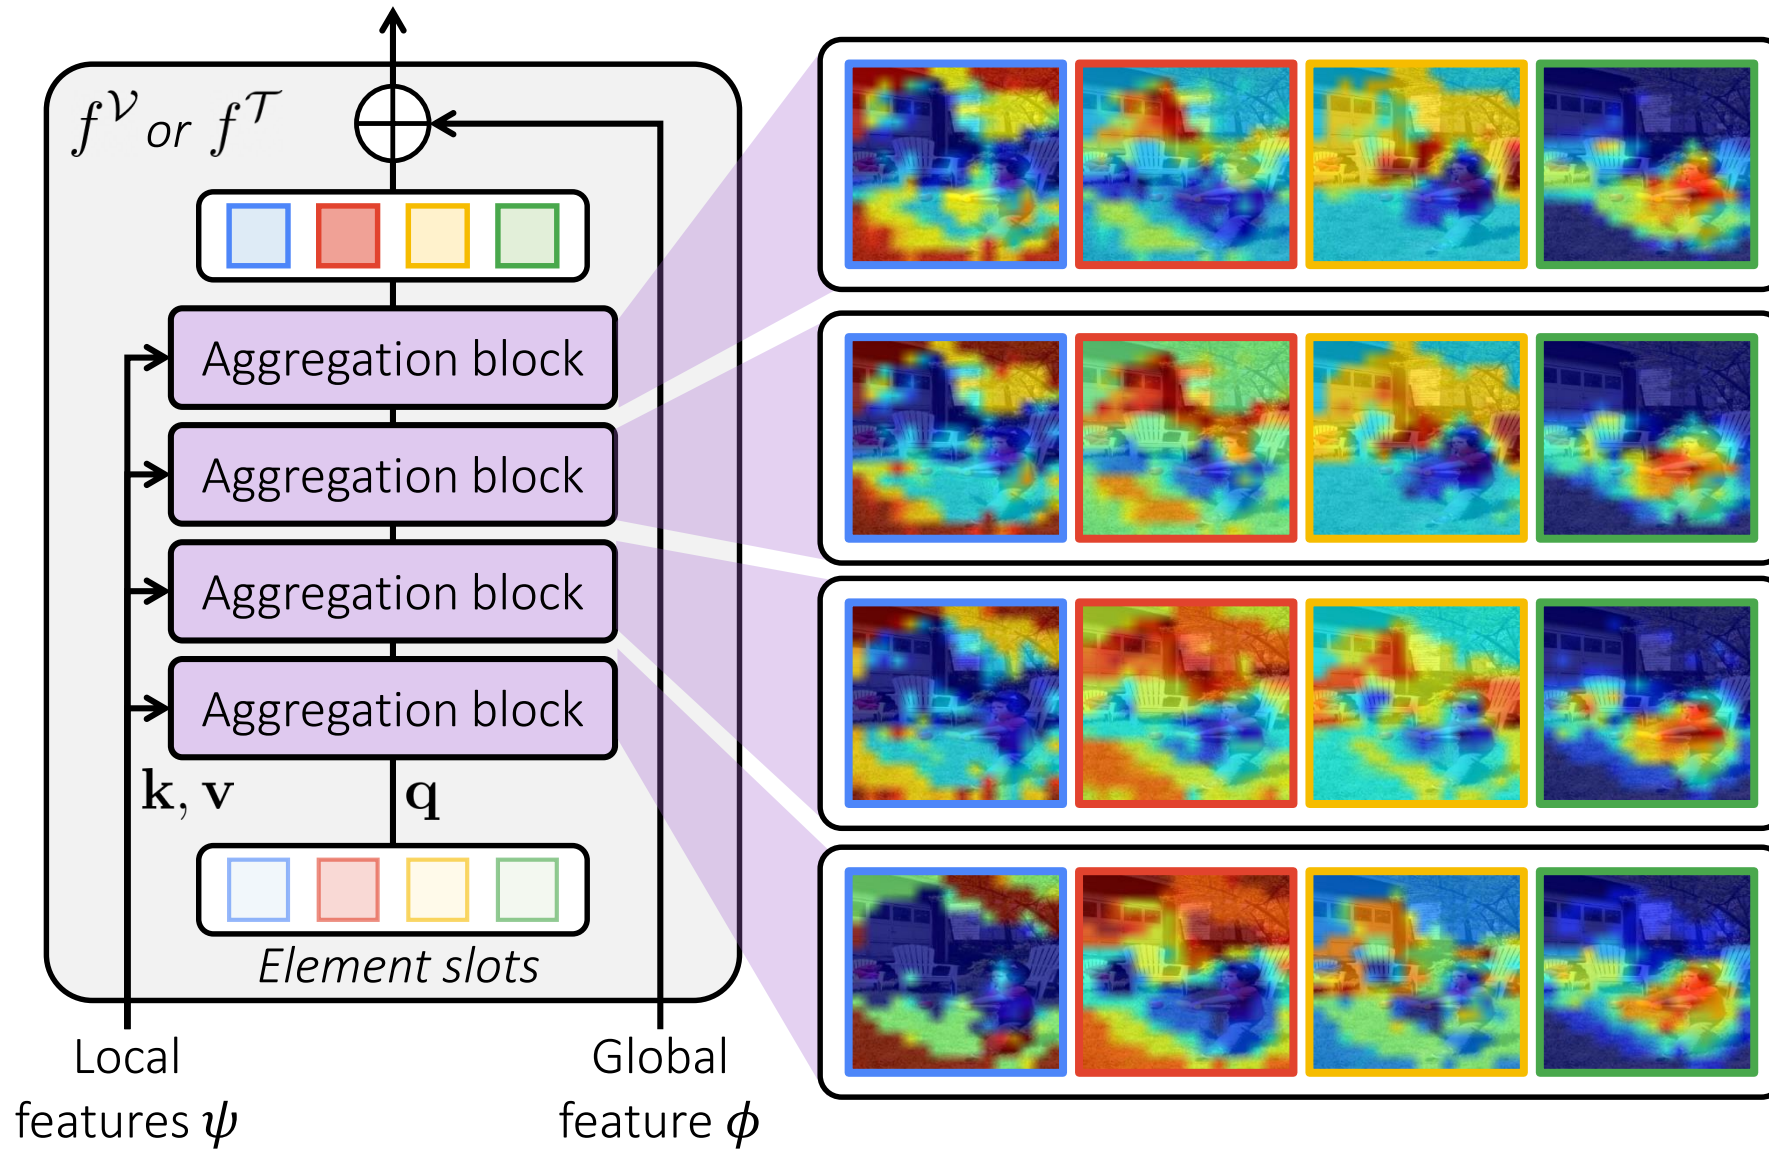 f^𝒱 or f^𝒯
Aggregation block
Aggregation block
Aggregation block
Aggregation block
k, v
q
Element slots
Local
features ψ
Global
feature ϕ